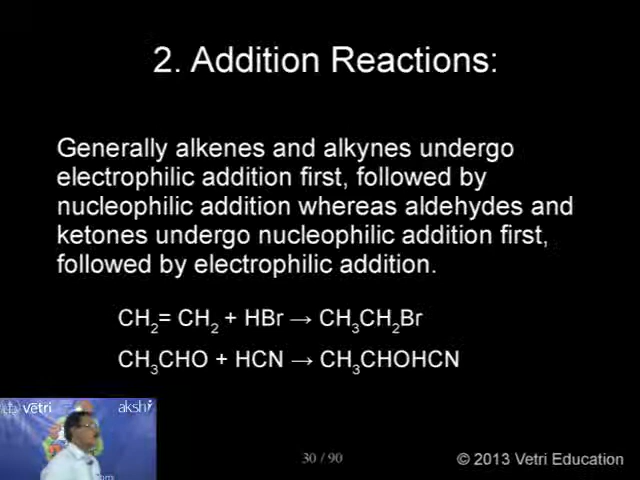 2. Addition Reactions:
Generally alkenes and alkynes undergo
electrophilic addition first, followed by
nucleophilic addition whereas aldehydes and
ketones undergo nucleophilic addition first,
followed by electrophilic addition.
CH₂= CH₂ + HBr → CH₃CH₂Br
CH₃CHO + HCN → CH₃CHOHCN
vetri akshi
.com
30 / 90
© 2013 Vetri Education